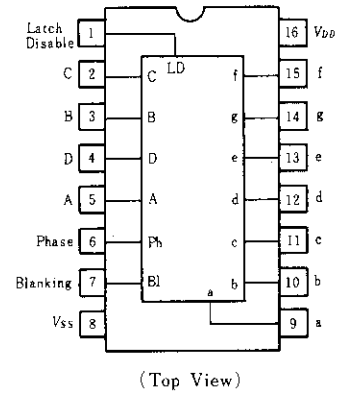 Latch Disable 1 LD 16 VDD
C 2 C f 15 f
B 3 B g 14 g
D 4 D e 13 e
A 5 A d 12 d
Phase 6 Ph c 11 c
Blanking 7 Bl b 10 b
VSS 8 a 9 a
(Top View)